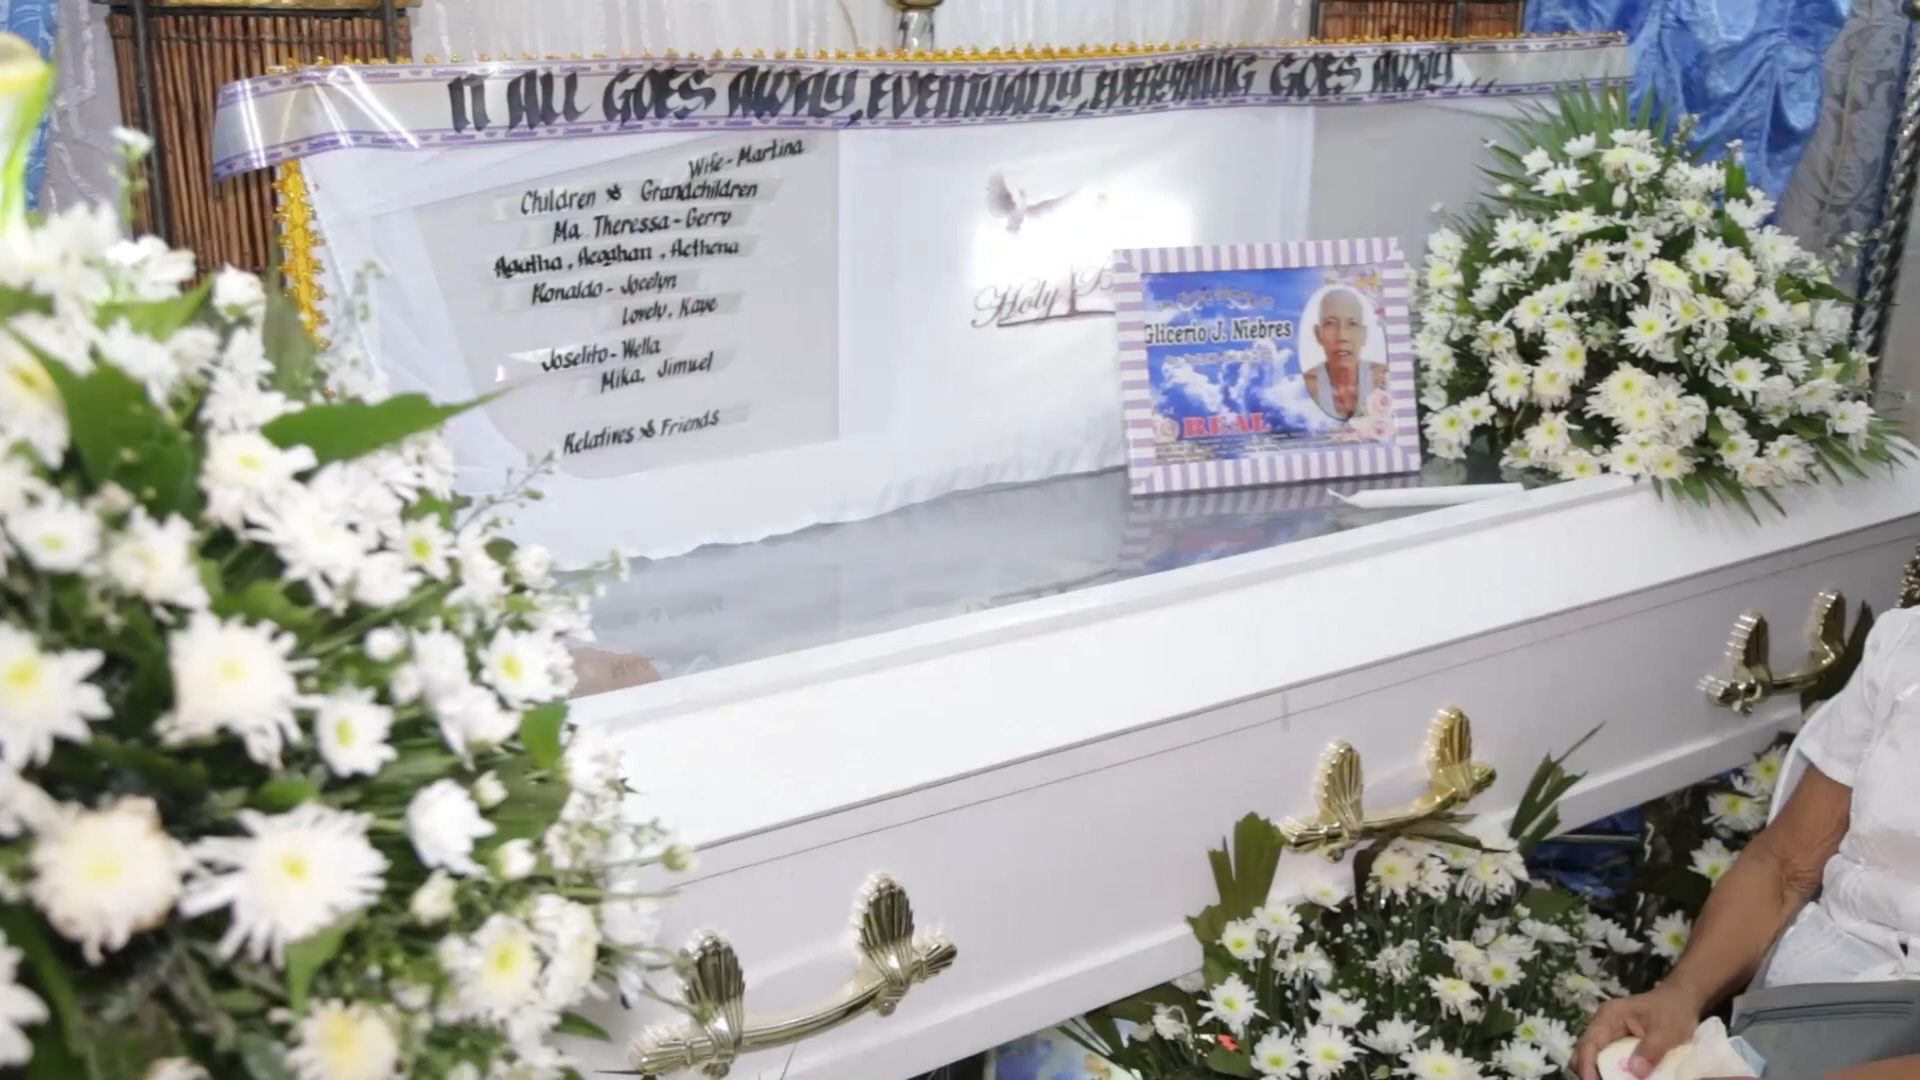 IT ALL GOES AWAY, EVENTUALLY, EVERYTHING GOES AWAY...
Wife - Martina
Children & Grandchildren
Ma. Theressa - Gerry
Agatha, Aeoghan, Aethena
Ronaldo - Jocelyn
Lovely, Kaye
Joselito - Wella
Mika, Jimuel
Relatives & Friends
Holy
Glicerio J. Niebres
REAL